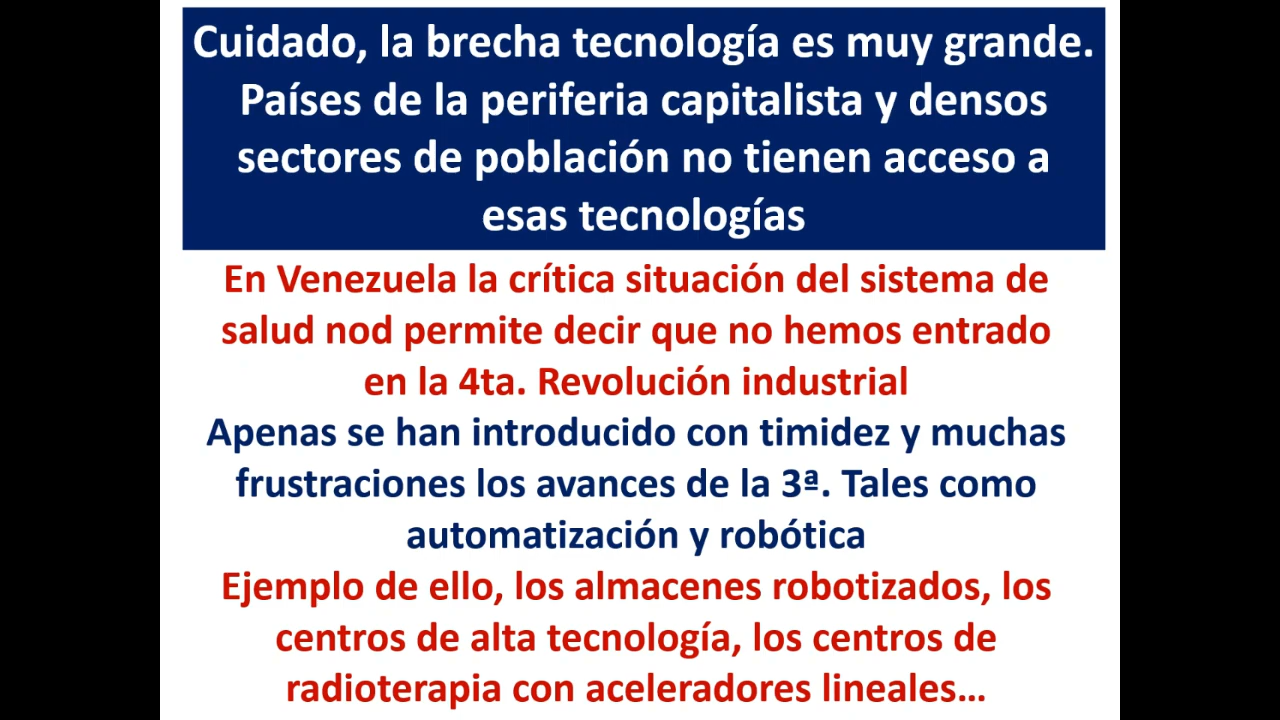 Cuidado, la brecha tecnología es muy grande.
Países de la periferia capitalista y densos
sectores de población no tienen acceso a
esas tecnologías
En Venezuela la crítica situación del sistema de
salud nod permite decir que no hemos entrado
en la 4ta. Revolución industrial
Apenas se han introducido con timidez y muchas
frustraciones los avances de la 3ª. Tales como
automatización y robótica
Ejemplo de ello, los almacenes robotizados, los
centros de alta tecnología, los centros de
radioterapia con aceleradores lineales…